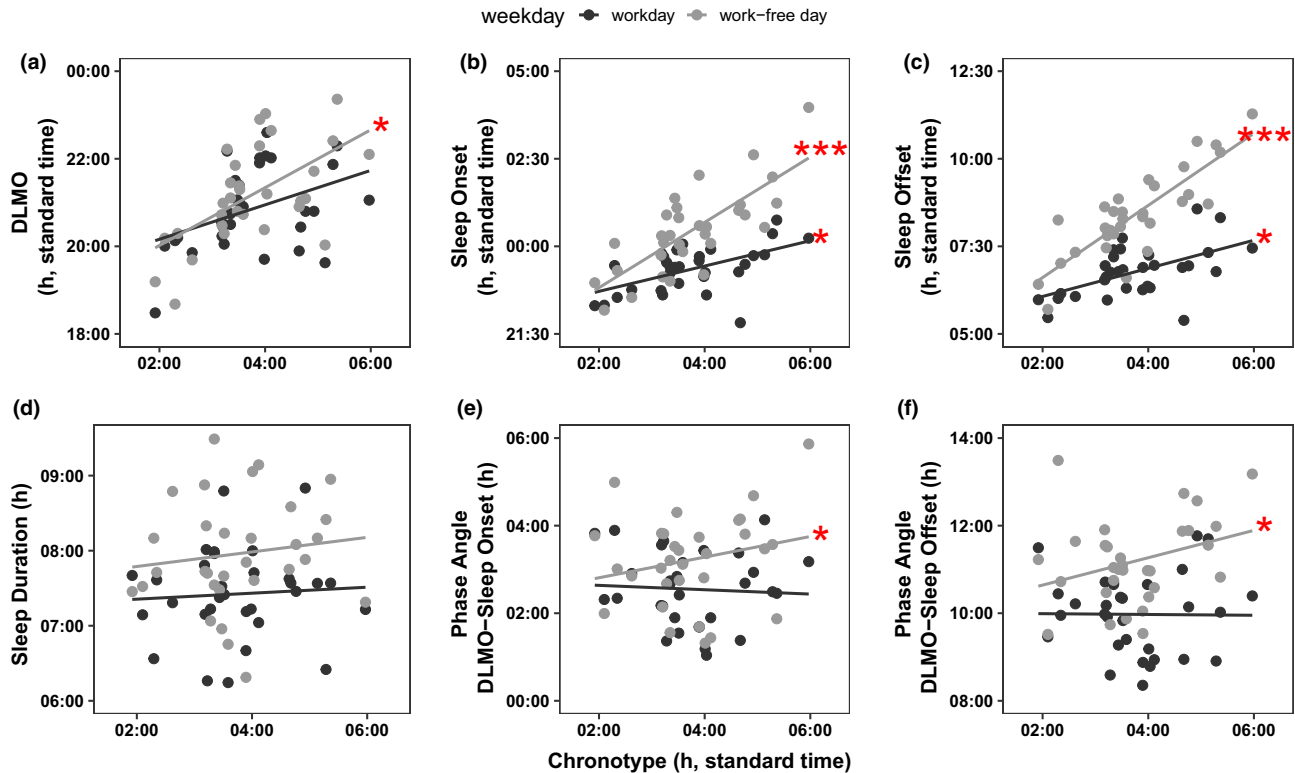 weekday workday work−free day
(a)
DLMO
(h, standard time)
00:00
22:00
20:00
18:00
02:00 04:00 06:00
*
(b)
Sleep Onset
(h, standard time)
05:00
02:30
00:00
21:30
02:00 04:00 06:00
***
*
(c)
Sleep Offset
(h, standard time)
12:30
10:00
07:30
05:00
02:00 04:00 06:00
***
*
(d)
Sleep Duration (h)
09:00
08:00
07:00
06:00
02:00 04:00 06:00
(e)
Phase Angle
DLMO−Sleep Onset (h)
06:00
04:00
02:00
00:00
02:00 04:00 06:00
*
(f)
Phase Angle
DLMO−Sleep Offset (h)
14:00
12:00
10:00
08:00
02:00 04:00 06:00
*
Chronotype (h, standard time)